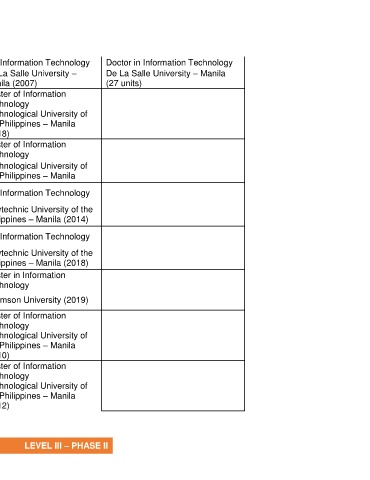 Information Technology
La Salle University –
ila (2007)
Doctor in Information Technology
De La Salle University – Manila
(27 units)
ter of Information
hnology
hnological University of
Philippines – Manila
18)
ter of Information
hnology
hnological University of
Philippines – Manila
Information Technology
ytechnic University of the
ippines – Manila (2014)
Information Technology
ytechnic University of the
ippines – Manila (2018)
ter in Information
hnology
mson University (2019)
ter of Information
hnology
hnological University of
Philippines – Manila
10)
ter of Information
hnology
hnological University of
Philippines – Manila
12)
LEVEL III – PHASE II